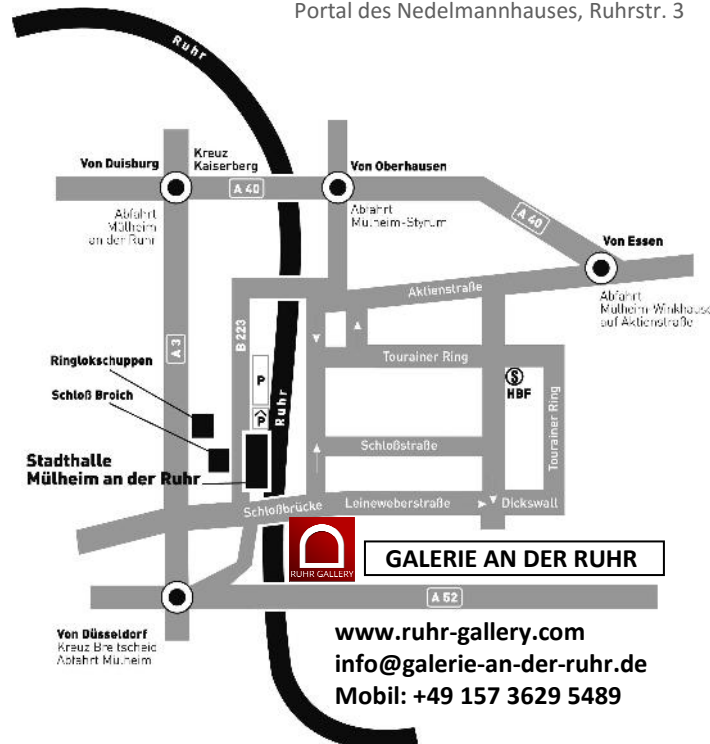 Portal des Nedelmannhauses, Ruhrstr. 3
Ruhr
Von Duisburg
Kreuz
Kaiserberg
Von Oberhausen
A 40
Abfahrt
Mülheim
an der Ruhr
Abfahrt
Mülheim-Styrum
A 40
Von Essen
Aktienstraße
Abfahrt
Mülheim-Winkhause
auf Aktienstraße
A 3
B 223
Ruhr
Ringlokschuppen
P
Tourainer Ring
S
HBF
Schloß Broich
P
Tourainer Ring
Schloßstraße
Stadthalle
Mülheim an der Ruhr
Schloßbrücke
Leineweberstraße
Dickswall
RUHR GALLERY
GALERIE AN DER RUHR
A 52
Von Düsseldorf
Kreuz Breitscheid
Abfahrt Mülheim
www.ruhr-gallery.com
info@galerie-an-der-ruhr.de
Mobil: +49 157 3629 5489